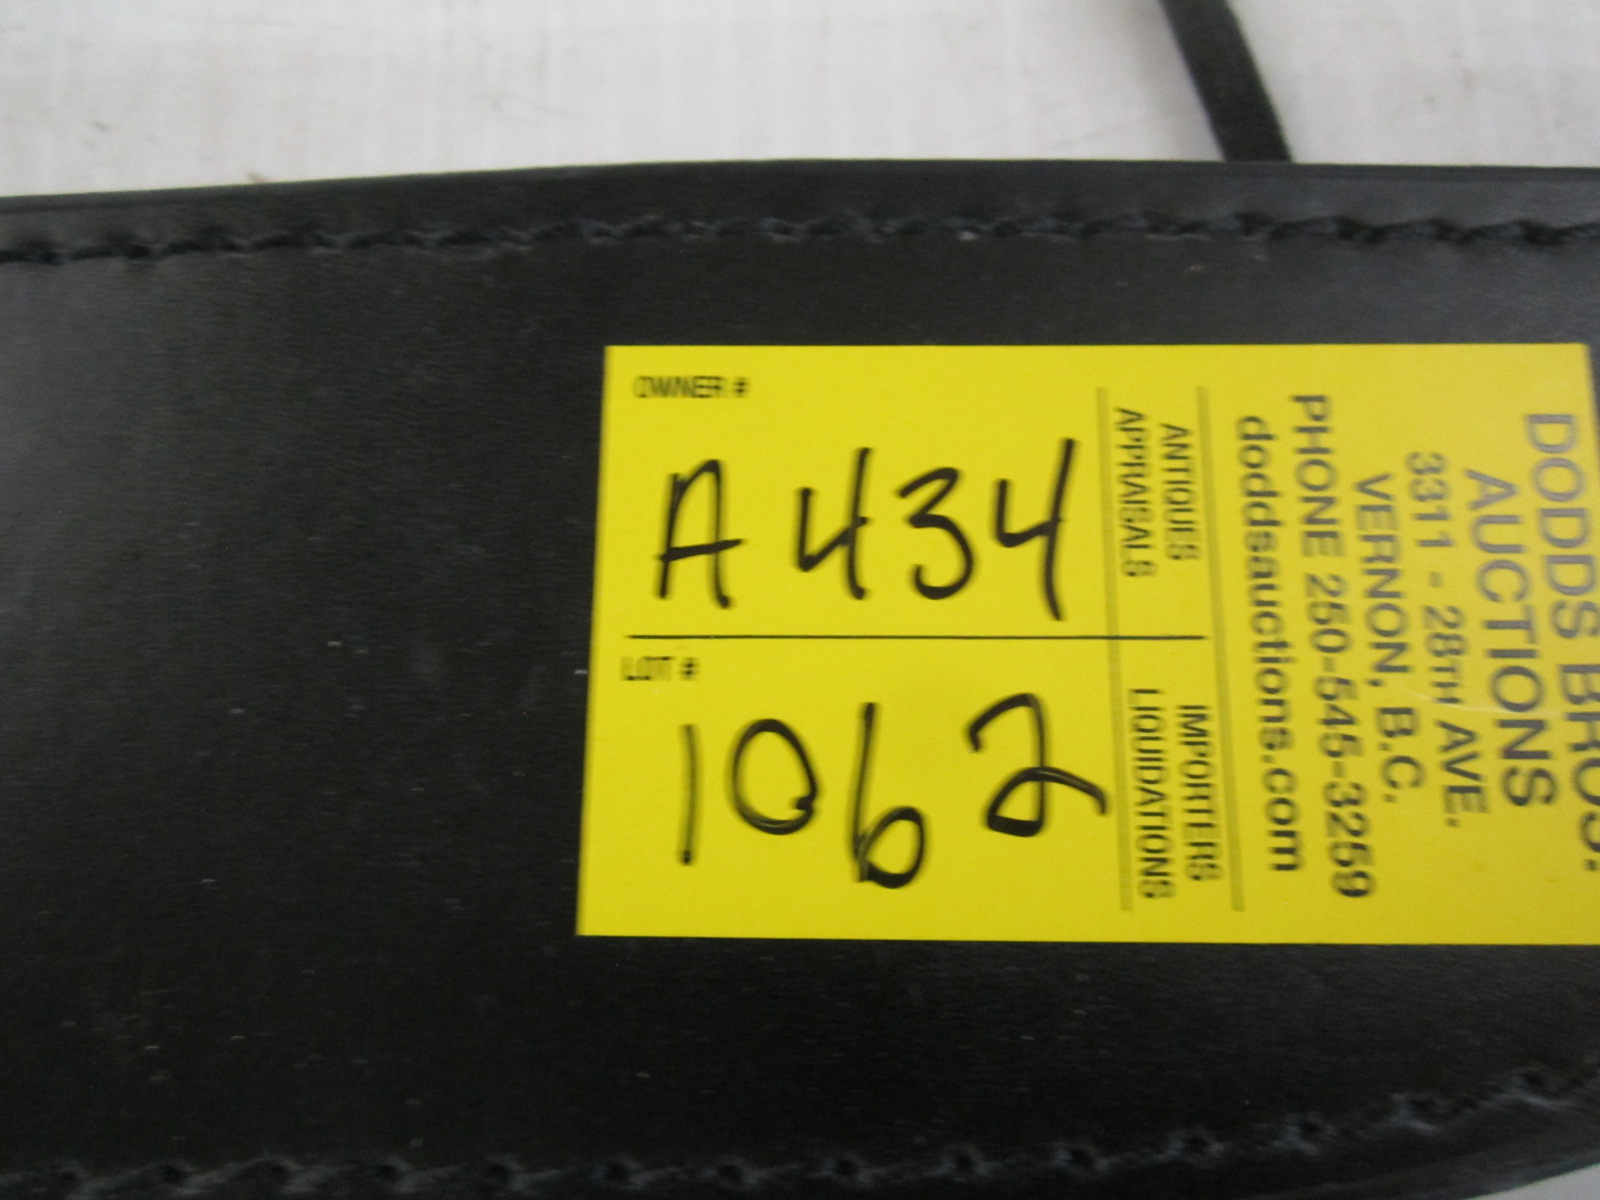 OWNER #
A434
LOT #
1062
DODDS BROS.
AUCTIONS
3311 - 28TH AVE.
VERNON, B.C.
PHONE 250-545-3259
doddsauctions.com
ANTIQUES IMPORTERS
APPRAISALS LIQUIDATIONS